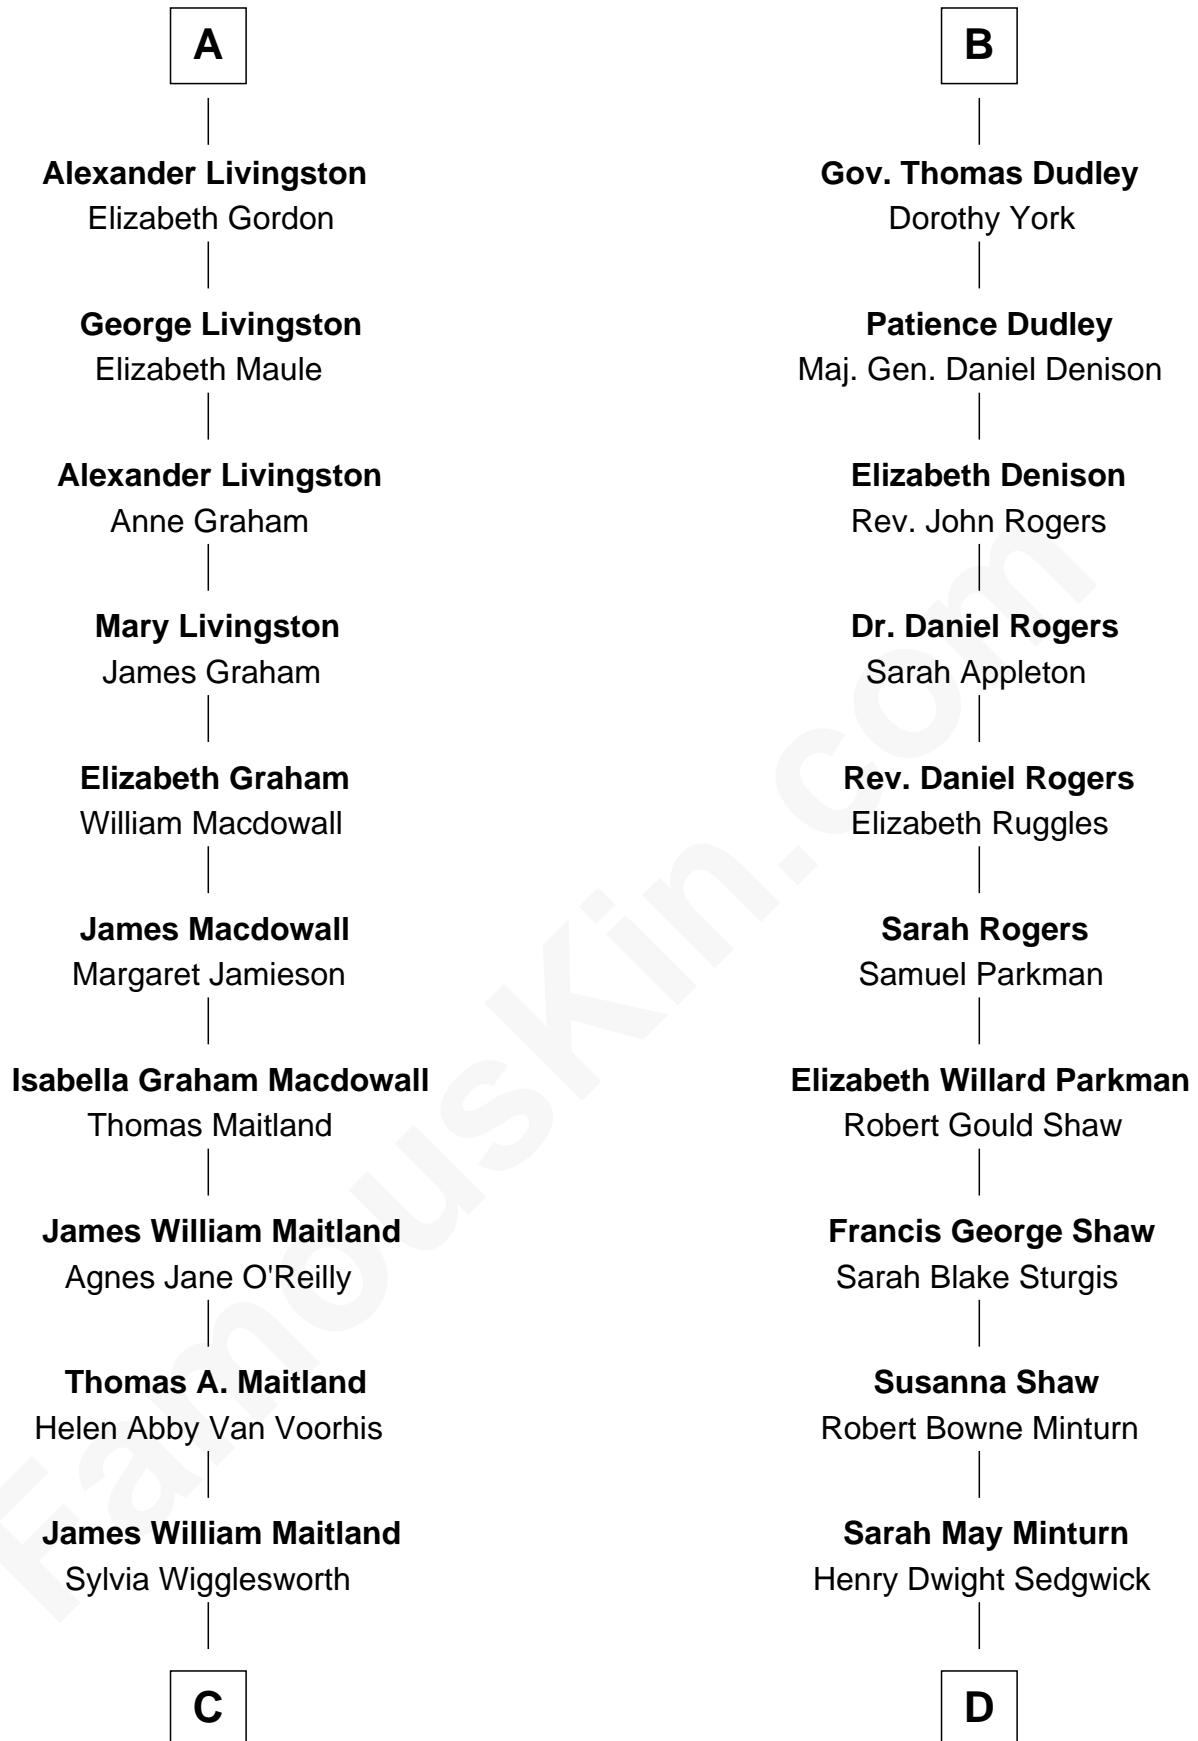 A
Alexander Livingston
Elizabeth Gordon
George Livingston
Elizabeth Maule
Alexander Livingston
Anne Graham
Mary Livingston
James Graham
Elizabeth Graham
William Macdowall
James Macdowall
Margaret Jamieson
Isabella Graham Macdowall
Thomas Maitland
James William Maitland
Agnes Jane O'Reilly
Thomas A. Maitland
Helen Abby Van Voorhis
James William Maitland
Sylvia Wigglesworth
C
B
Gov. Thomas Dudley
Dorothy York
Patience Dudley
Maj. Gen. Daniel Denison
Elizabeth Denison
Rev. John Rogers
Dr. Daniel Rogers
Sarah Appleton
Rev. Daniel Rogers
Elizabeth Ruggles
Sarah Rogers
Samuel Parkman
Elizabeth Willard Parkman
Robert Gould Shaw
Francis George Shaw
Sarah Blake Sturgis
Susanna Shaw
Robert Bowne Minturn
Sarah May Minturn
Henry Dwight Sedgwick
D
FamousKin.com